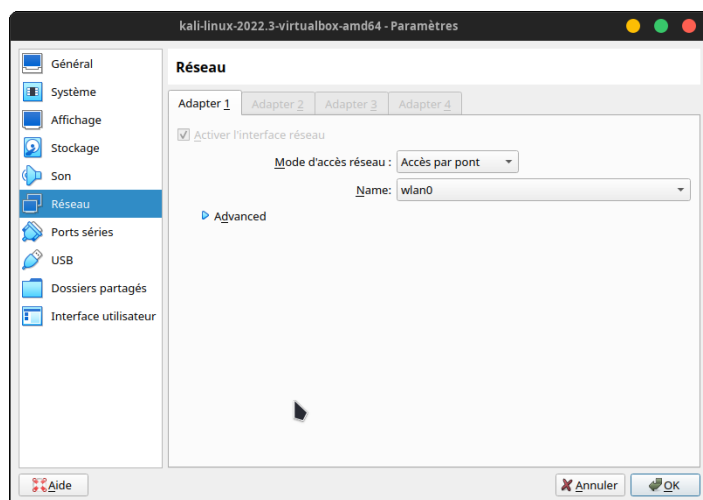 kali-linux-2022.3-virtualbox-amd64 - Paramètres
Général
Système
Affichage
Stockage
Son
Réseau
Ports séries
USB
Dossiers partagés
Interface utilisateur
Réseau
Adapter 1 Adapter 2 Adapter 3 Adapter 4
Activer l'interface réseau
Mode d'accès réseau : Accès par pont
Name: wlan0
Advanced
Aide Annuler OK